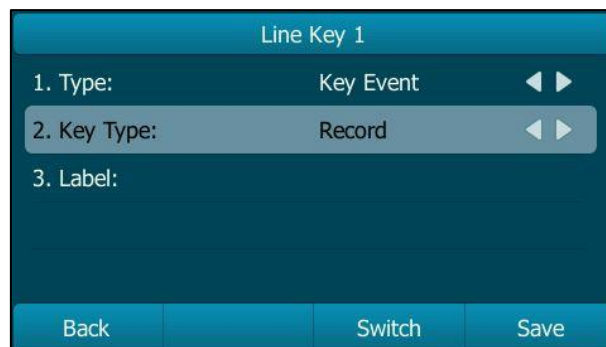 Line Key 1
1. Type: Key Event
2. Key Type: Record
3. Label:
Back Switch Save